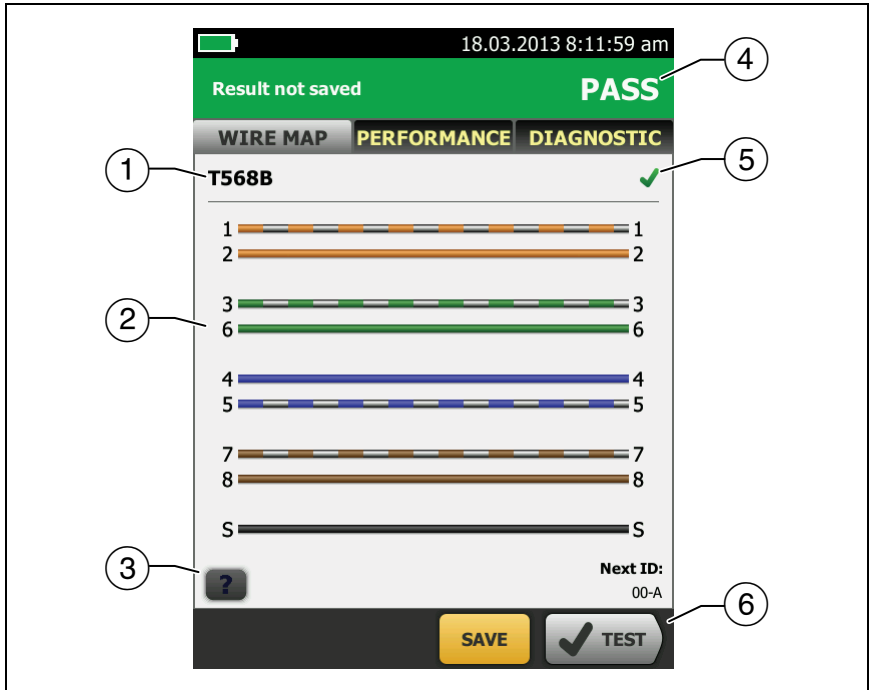 18.03.2013 8:11:59 am
4
Result not saved PASS
WIRE MAP PERFORMANCE DIAGNOSTIC
5
1
T568B
1 1
2 2
3 3
2
6 6
4 4
5 5
7 7
8 8
S S
3
?
Next ID:
00-A
6
SAVE TEST